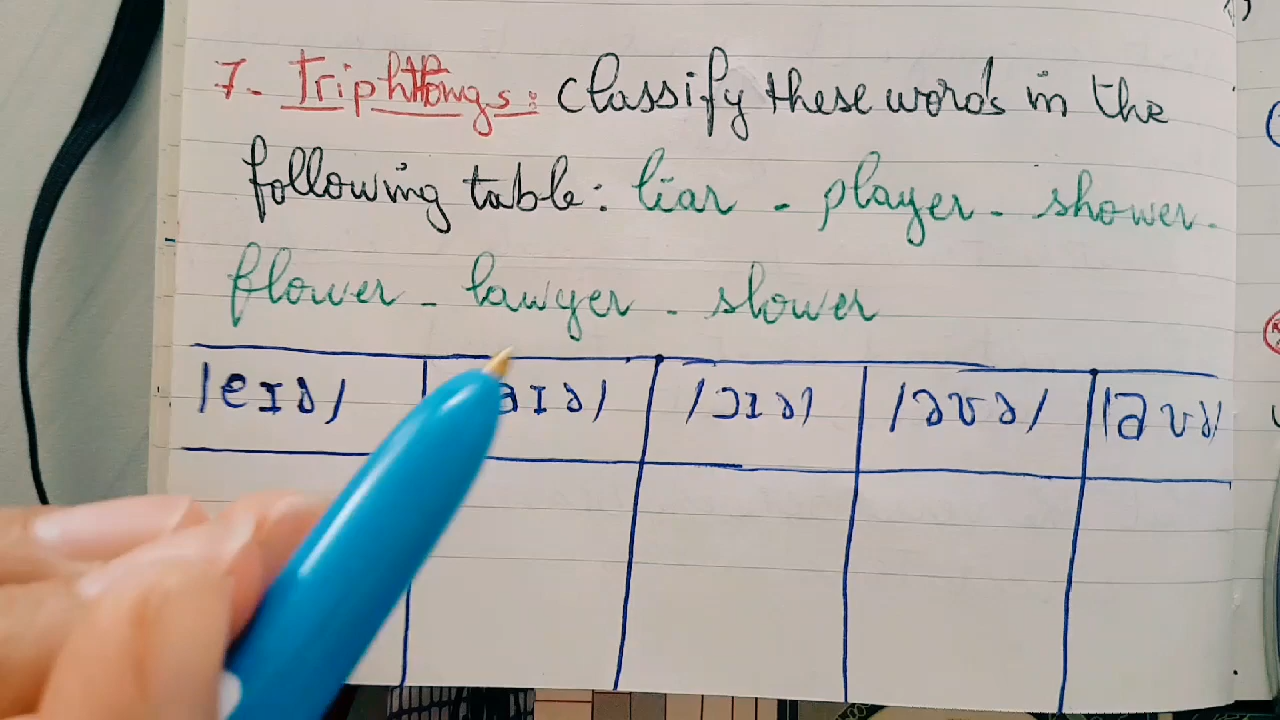 7. Triphthongs: classify these words in the
following table: liar - player - shower -
flower - lawyer - slower
/eɪə/ aɪə/ /ɔɪə/ /əʊə/ /aʊə/